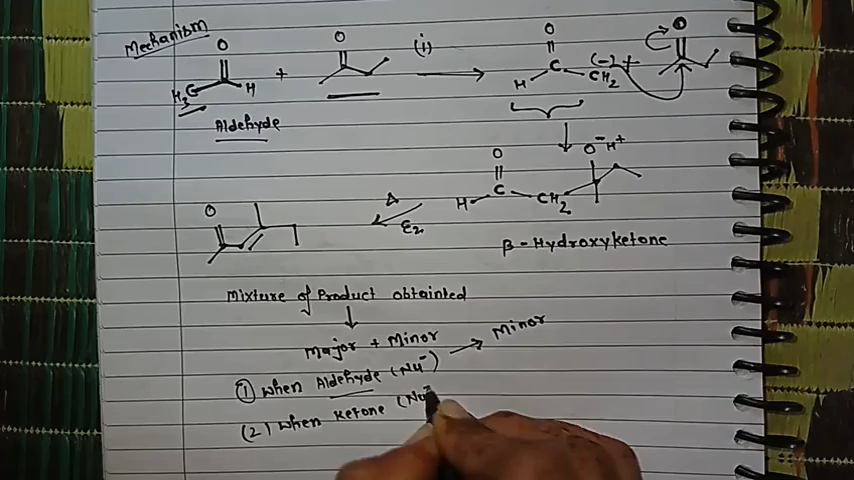 Mechanism
O O (i) O O
H3C H + → H C CH2 (-) +
Aldehyde
O O O- H+
H C CH2
Δ
E2
β-Hydroxyketone
Mixture of Product obtainted
Major + Minor
(1) When Aldehyde (Nu-) → Minor
(2) When Ketone (Nu-